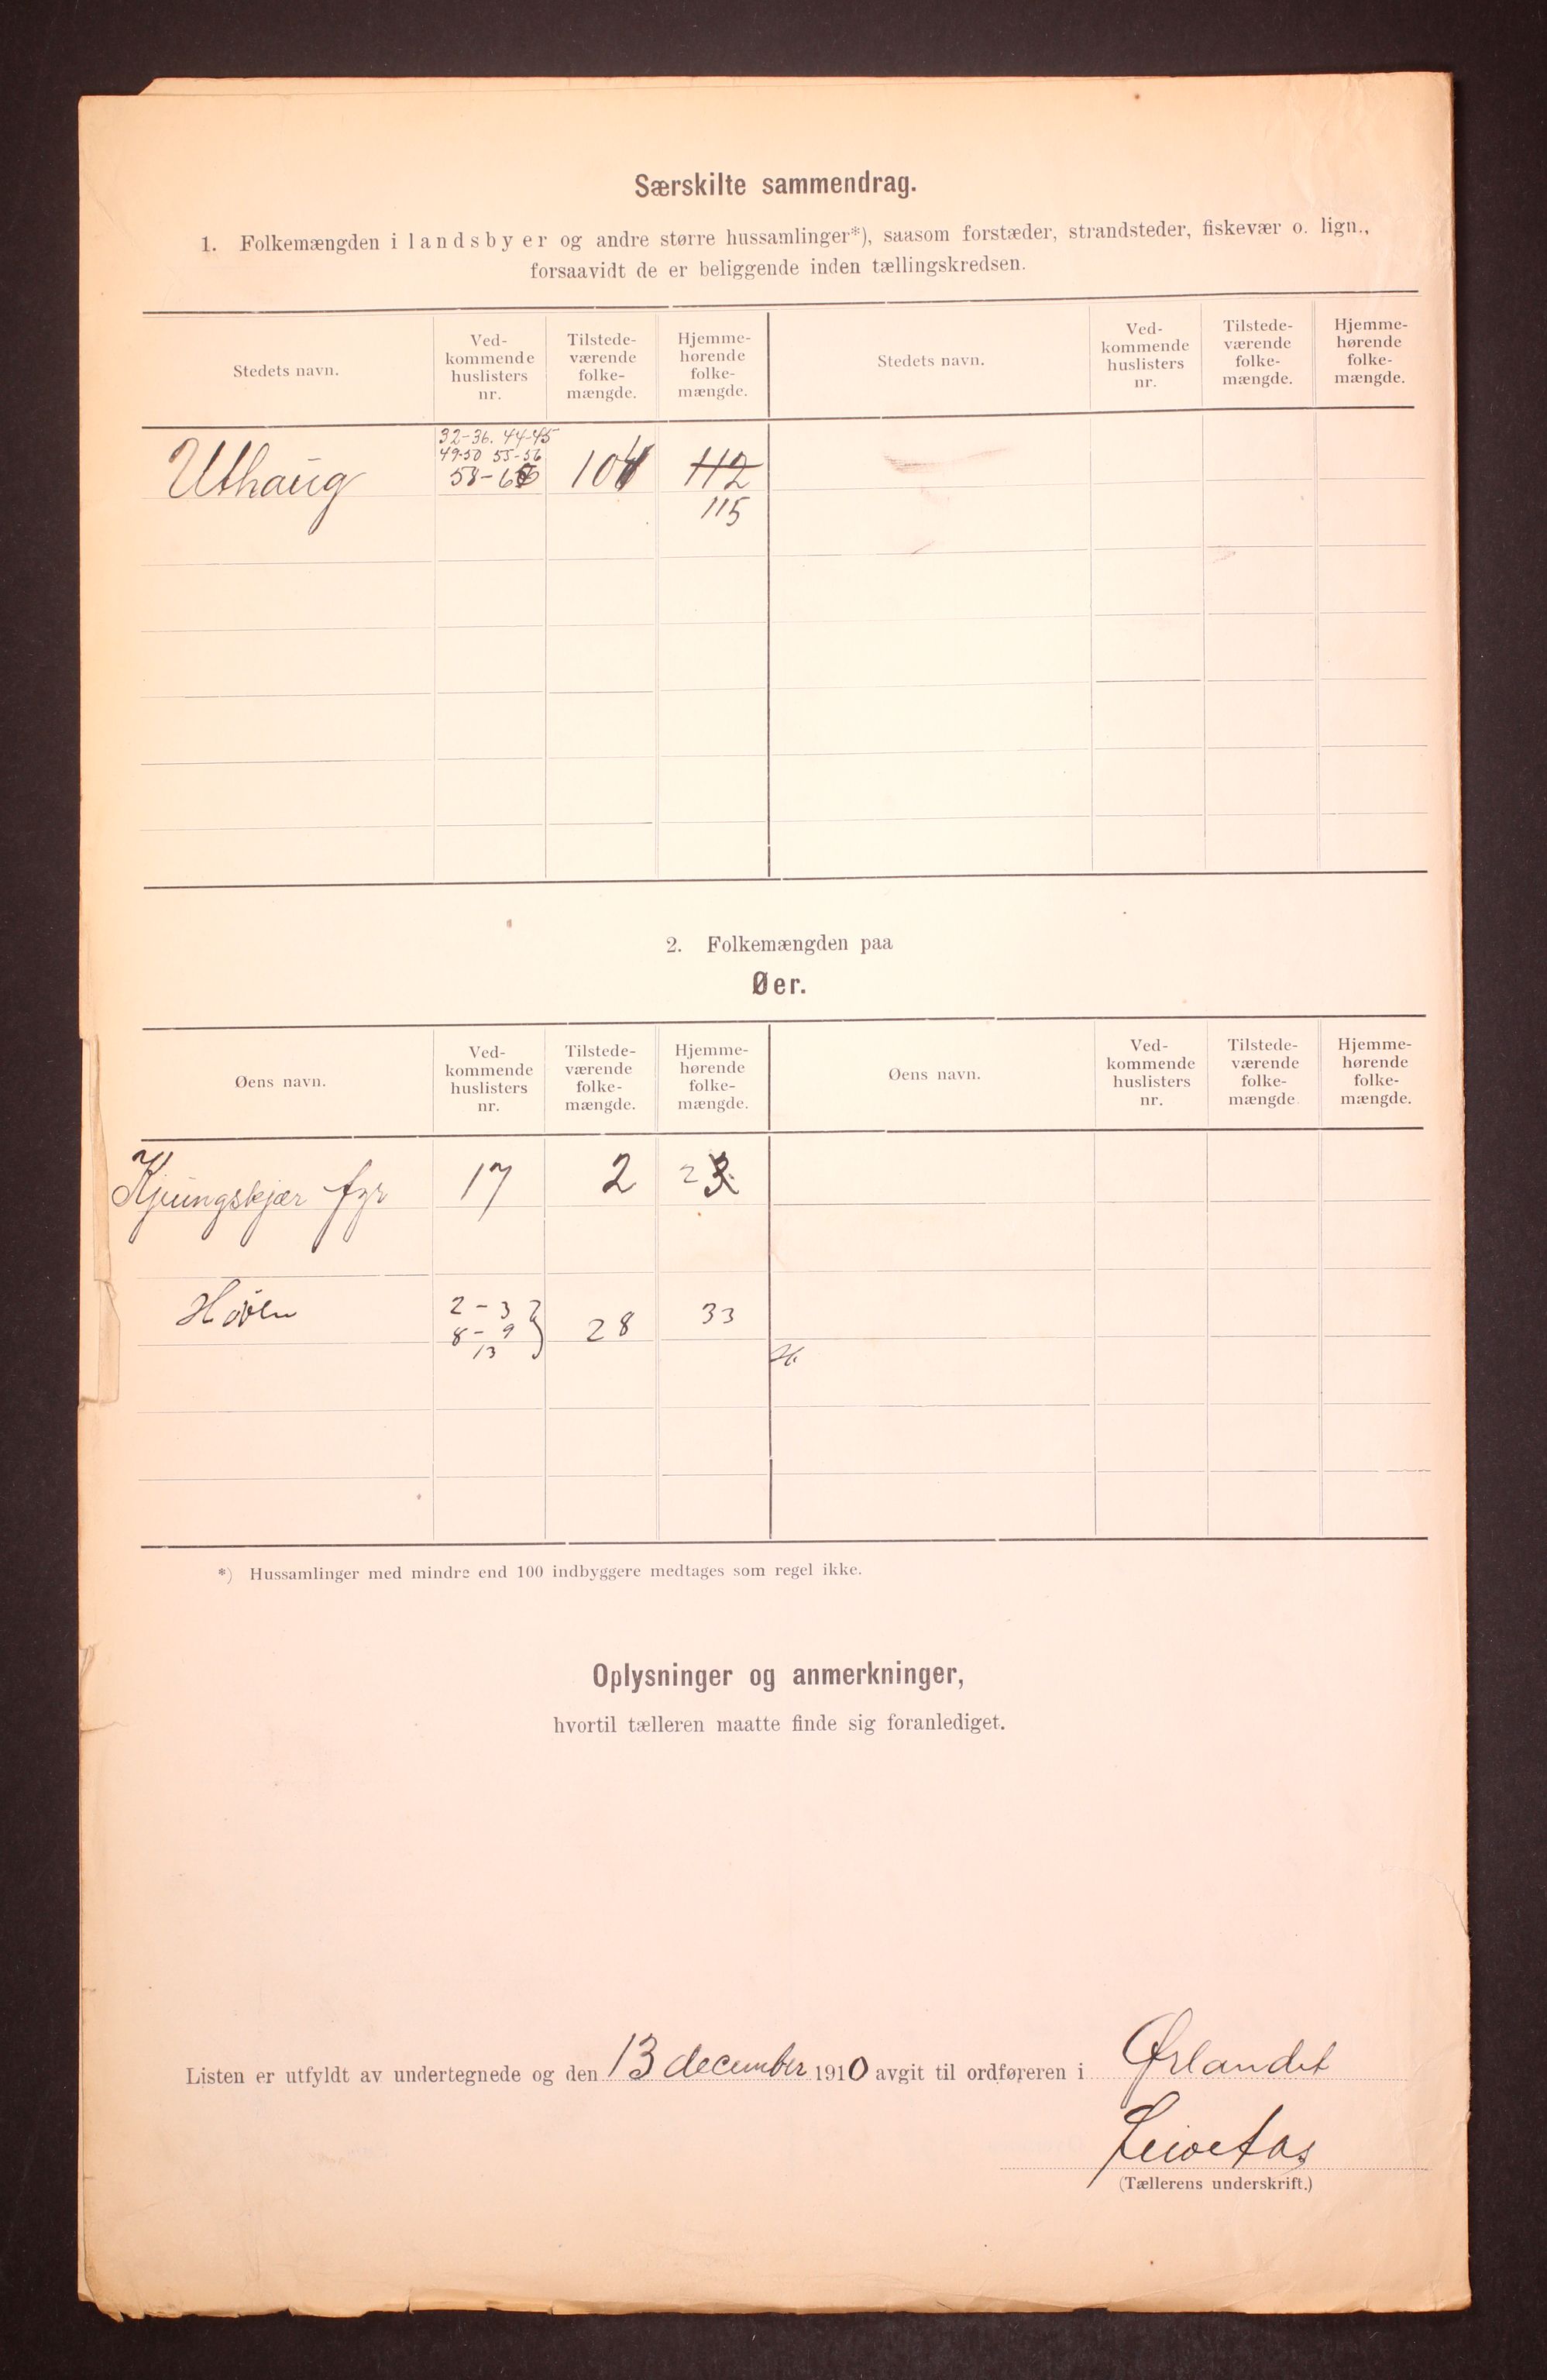 Særskilte sammendrag.
1. Folkemængden i landsbyer og andre større hussamlinger*), saasom forstæder, strandsteder, fiskevær o. lign.,
forsaavidt de er beliggende inden tællingskredsen.
Stedets navn.
Ved-
kommende
huslisters
nr.
Tilstede-
værende
folke-
mængde.
Hjemme-
hørende
folke-
mængde.
Stedets navn.
Ved-
kommende
huslisters
nr.
Tilstede-
værende
folke-
mængde.
Hjemme-
hørende
folke-
mængde.
32-36. 44-45
49-50 55-56
Uthaug 58-66 104 112
115
2. Folkemængden paa
Øer.
Øens navn.
Ved-
kommende
huslisters
nr.
Tilstede-
værende
folke-
mængde.
Hjemme-
hørende
folke-
mængde.
Øens navn.
Ved-
kommende
huslisters
nr.
Tilstede-
værende
folke-
mængde.
Hjemme-
hørende
folke-
mængde.
Kjeungskjær fyr 17 2 2 3
2-3
8-9
13
28 33
*) Hussamlinger med mindre end 100 indbyggere medtages som regel ikke.
Oplysninger og anmerkninger,
hvortil tælleren maatte finde sig foranlediget.
Listen er utfyldt av undertegnede og den 13 december 1910 avgit til ordføreren i Ørlandet
(Tællerens underskrift.)